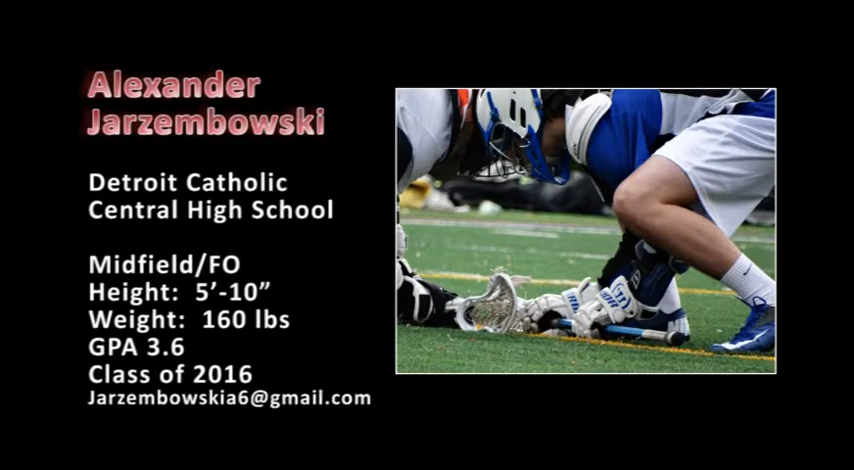 Alexander
Jarzembowski
Detroit Catholic
Central High School
Midfield/FO
Height:  5’-10”
Weight:  160 lbs
GPA 3.6
Class of 2016
Jarzembowskia6@gmail.com